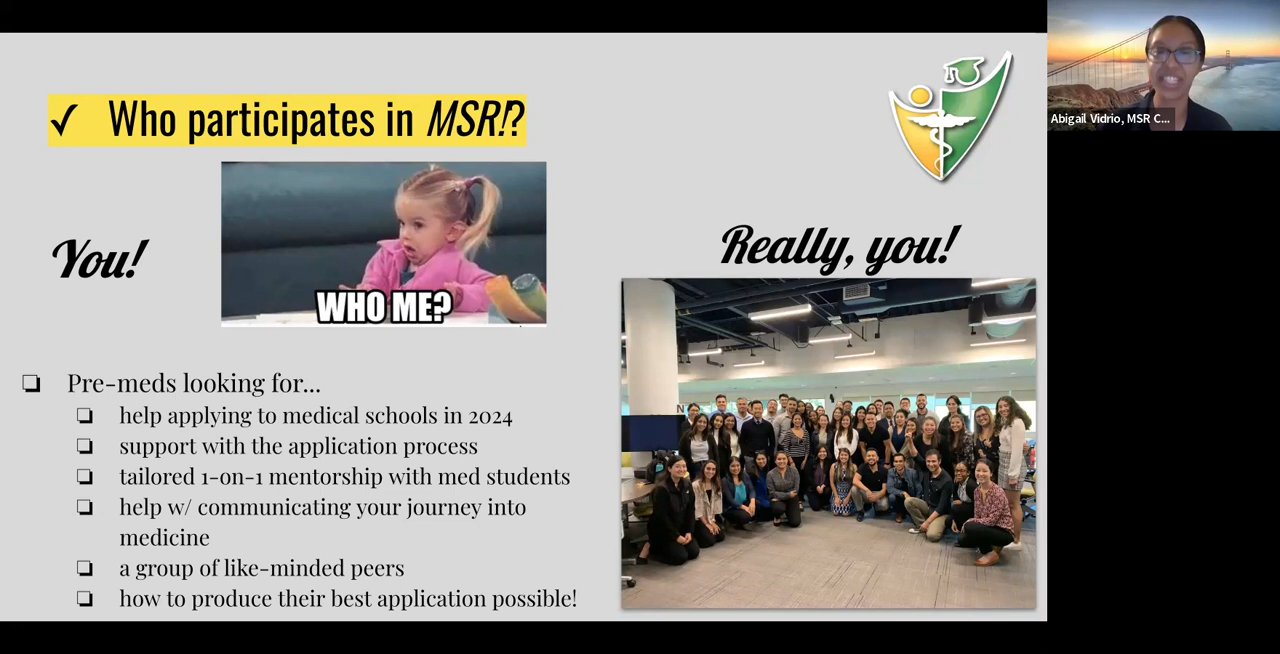 ✓ Who participates in MSR!?
You!
WHO ME?
Really, you!
❏ Pre-meds looking for...
❏ help applying to medical schools in 2024
❏ support with the application process
❏ tailored 1-on-1 mentorship with med students
❏ help w/ communicating your journey into
medicine
❏ a group of like-minded peers
❏ how to produce their best application possible!
Abigail Vidrio, MSR C...